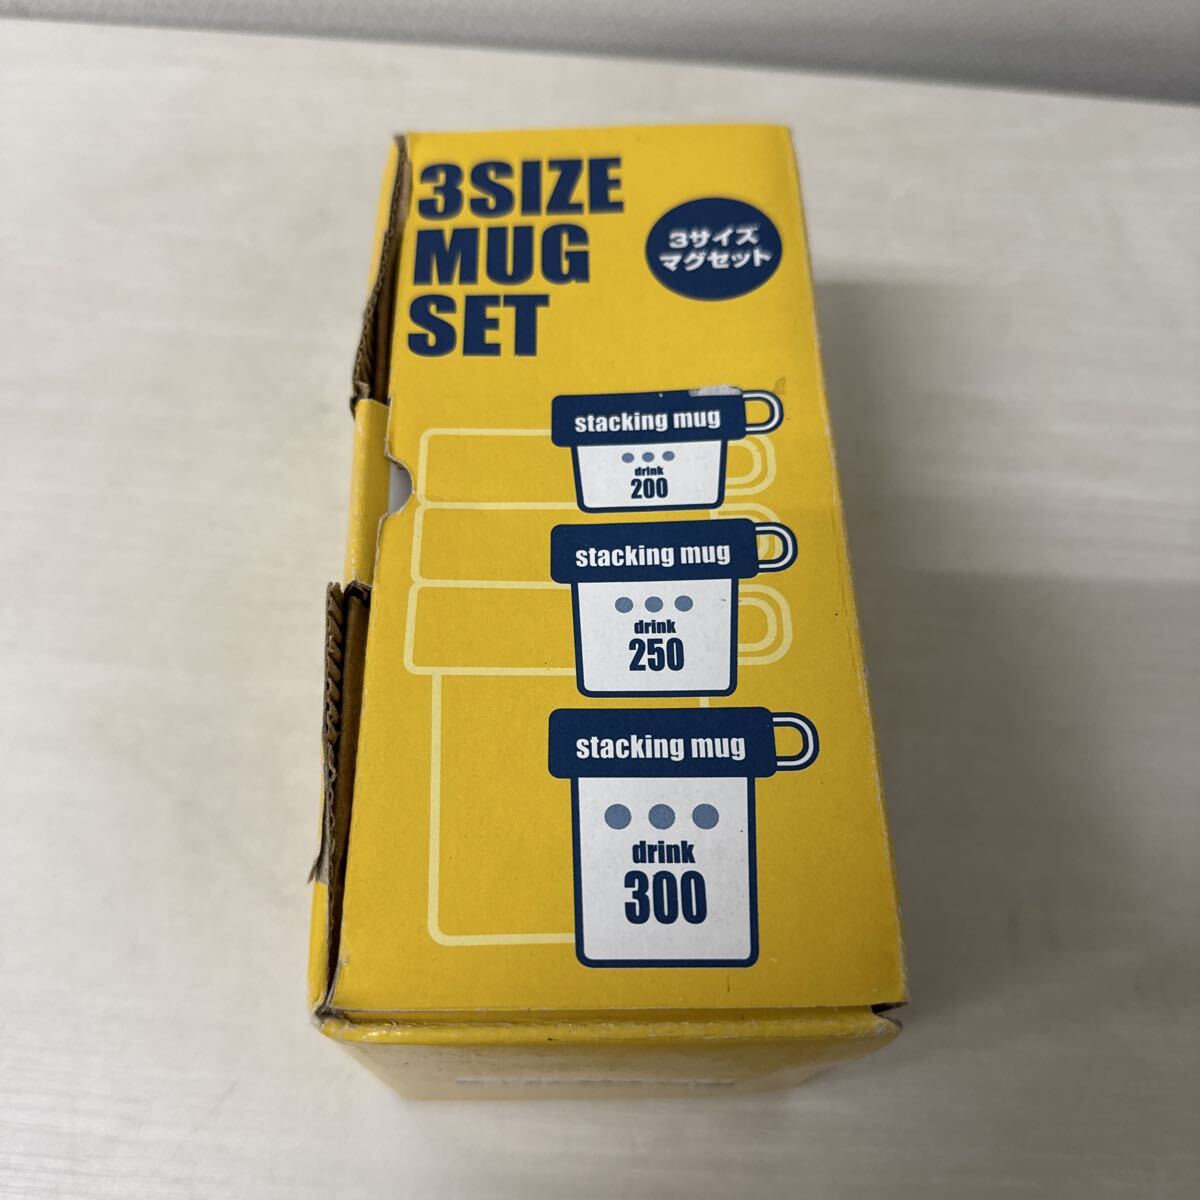 3SIZE
MUG
SET
3サイズ
マグセット
stacking mug
drink
200
stacking mug
drink
250
stacking mug
drink
300